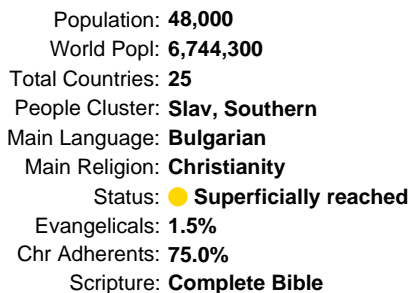 Population: 48,000
World Popl: 6,744,300
Total Countries: 25
People Cluster: Slav, Southern
Main Language: Bulgarian
Main Religion: Christianity
Status: Superficially reached
Evangelicals: 1.5%
Chr Adherents: 75.0%
Scripture: Complete Bible